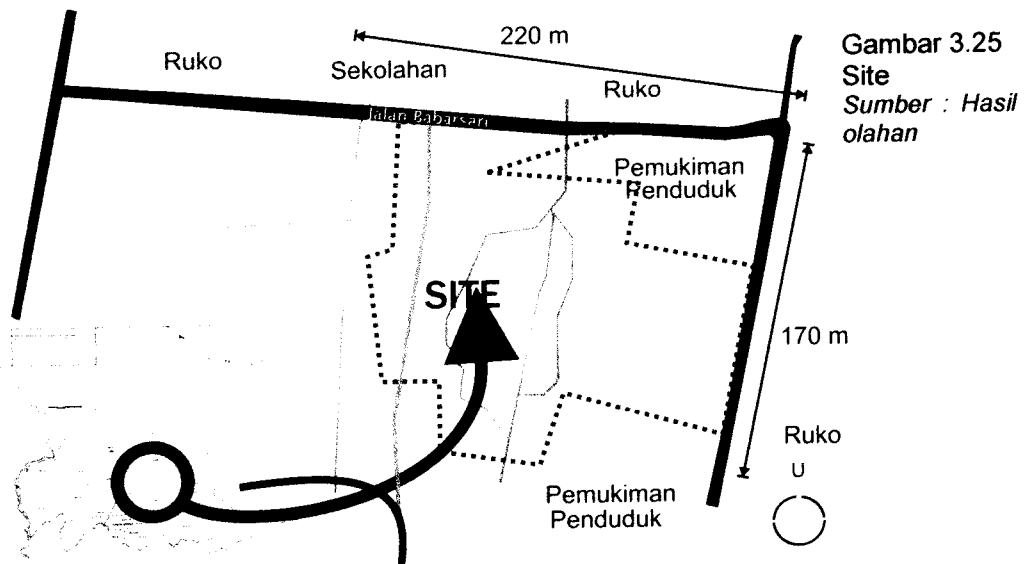 220 m
Gambar 3.25
Site
Sumber : Hasil
olahan
Ruko
Sekolahan
Ruko
Jalan Babarsari
Pemukiman
Penduduk
SITE
170 m
Ruko
U
Pemukiman
Penduduk